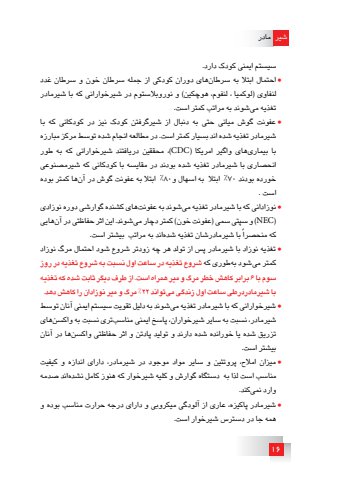 شیر مادر
سیستم ایمنی کودک دارد.
● احتمال ابتلا به سرطان‌های دوران کودکی از جمله سرطان خون و سرطان غدد
لنفاوی (لوکمیا ، لنفوم، هوچکین) و نوروبلاستوم در شیرخوارانی که با شیرمادر
تغذیه می‌شوند به مراتب کمتر است.
● عفونت گوش میانی حتی به دنبال از شیرگرفتن کودک نیز در کودکانی که با
شیرمادر تغذیه شده اند بسیار کمتر است. در مطالعه انجام شده توسط مرکز مبارزه
با بیماری‌های واگیر امریکا (CDC)، محققین دریافتند شیرخوارانی که به طور
انحصاری با شیرمادر تغذیه شده بودند در مقایسه با کودکانی که شیرمصنوعی
خورده بودند ۷۰٪ ابتلا به اسهال و ۸۰٪ ابتلا به عفونت گوش در آن‌ها کمتر بوده
است .
● نوزادانی که با شیرمادر تغذیه می‌شوند به عفونت‌های کشنده گوارشی دوره نوزادی
(NEC) و سپتی سمی (عفونت خون) کمتر دچار می‌شوند. این اثر حفاظتی در آن‌هایی
که منحصراً با شیرمادرشان تغذیه شده‌اند به مراتب بیشتر است.
● تغذیه نوزاد با شیرمادر پس از تولد هر چه زودتر شروع شود احتمال مرگ نوزاد
کمتر می‌شود به‌طوری که شروع تغذیه در ساعت اول نسبت به شروع تغذیه در روز
سوم با ۶ برابر کاهش خطر مرگ و میر همراه است. از طرف دیگر ثابت شده که تغذیه
با شیرمادردرطی ساعت اول زندگی می‌تواند ۲۲٪ مرگ و میر نوزادان را کاهش دهد.
● شیرخوارانی که با شیرمادر تغذیه می‌شوند به دلیل تقویت سیستم ایمنی آنان توسط
شیرمادر، نسبت به سایر شیرخواران، پاسخ ایمنی مناسب‌تری نسبت به واکسن‌های
تزریق شده یا خورانده شده دارند و تولید پادتن و اثر حفاظتی واکسن‌ها در آنان
بیشتر است.
● میزان املاح، پروتئین و سایر مواد موجود در شیرمادر، دارای اندازه و کیفیت
مناسب است لذا به دستگاه گوارش و کلیه شیرخوار که هنوز کامل نشده‌اند صدمه
وارد نمی‌کند.
● شیرمادر پاکیزه، عاری از آلودگی میکروبی و دارای درجه حرارت مناسب بوده و
همه جا در دسترس شیرخوار است.
۱۶